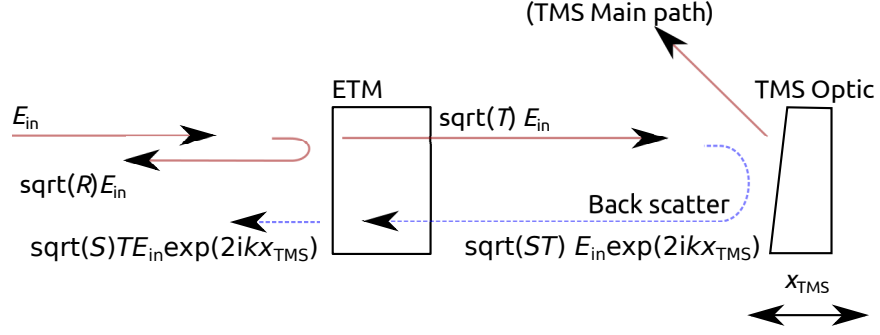 (TMS Main path)
ETM
TMS Optic
E_in
sqrt(T) E_in
sqrt(R)E_in
Back scatter
sqrt(S)TE_in exp(2ikx_TMS)
sqrt(ST) E_in exp(2ikx_TMS)
x_TMS